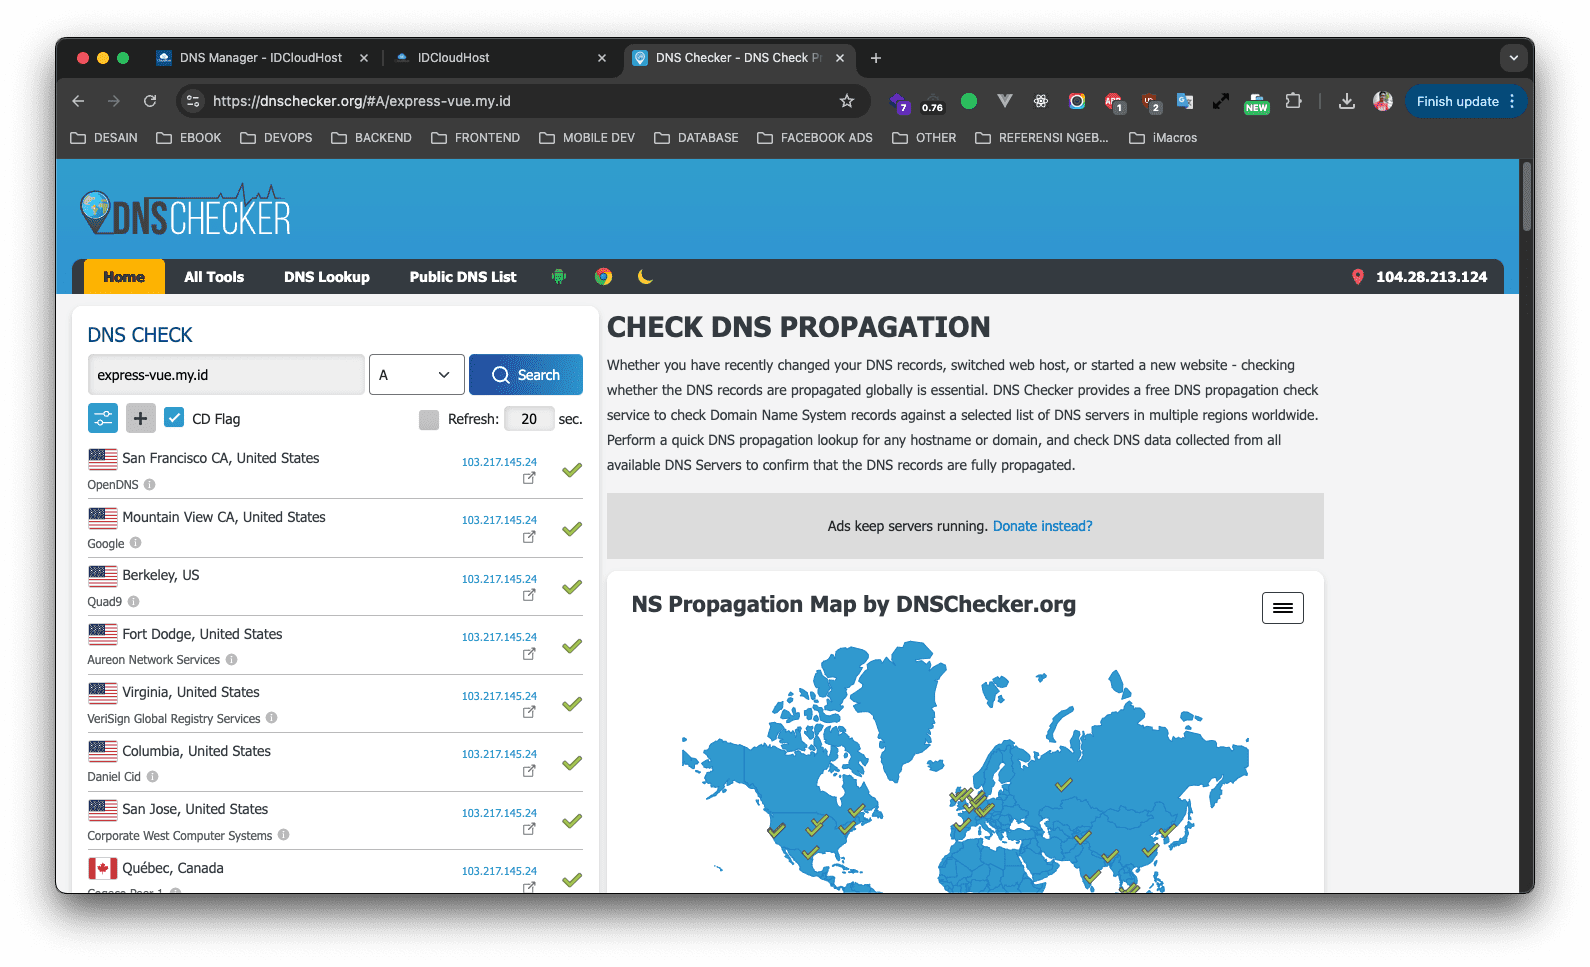 DNS Manager - IDCloudHost
IDCloudHost
DNS Checker - DNS Check Pr
https://dnschecker.org/#A/express-vue.my.id
7
0.76
1
2
NEW
Finish update
DESAIN
EBOOK
DEVOPS
BACKEND
FRONTEND
MOBILE DEV
DATABASE
FACEBOOK ADS
OTHER
REFERENSI NGEB...
iMacros
DNSCHECKER
Home
All Tools
DNS Lookup
Public DNS List
104.28.213.124
DNS CHECK
express-vue.my.id
A
Search
CD Flag
Refresh: 20 sec.
San Francisco CA, United States
103.217.145.24
OpenDNS
Mountain View CA, United States
103.217.145.24
Google
Berkeley, US
103.217.145.24
Quad9
Fort Dodge, United States
103.217.145.24
Aureon Network Services
Virginia, United States
103.217.145.24
VeriSign Global Registry Services
Columbia, United States
103.217.145.24
Daniel Cid
San Jose, United States
103.217.145.24
Corporate West Computer Systems
Québec, Canada
103.217.145.24
CHECK DNS PROPAGATION
Whether you have recently changed your DNS records, switched web host, or started a new website - checking
whether the DNS records are propagated globally is essential. DNS Checker provides a free DNS propagation check
service to check Domain Name System records against a selected list of DNS servers in multiple regions worldwide.
Perform a quick DNS propagation lookup for any hostname or domain, and check DNS data collected from all
available DNS Servers to confirm that the DNS records are fully propagated.
Ads keep servers running. Donate instead?
NS Propagation Map by DNSChecker.org